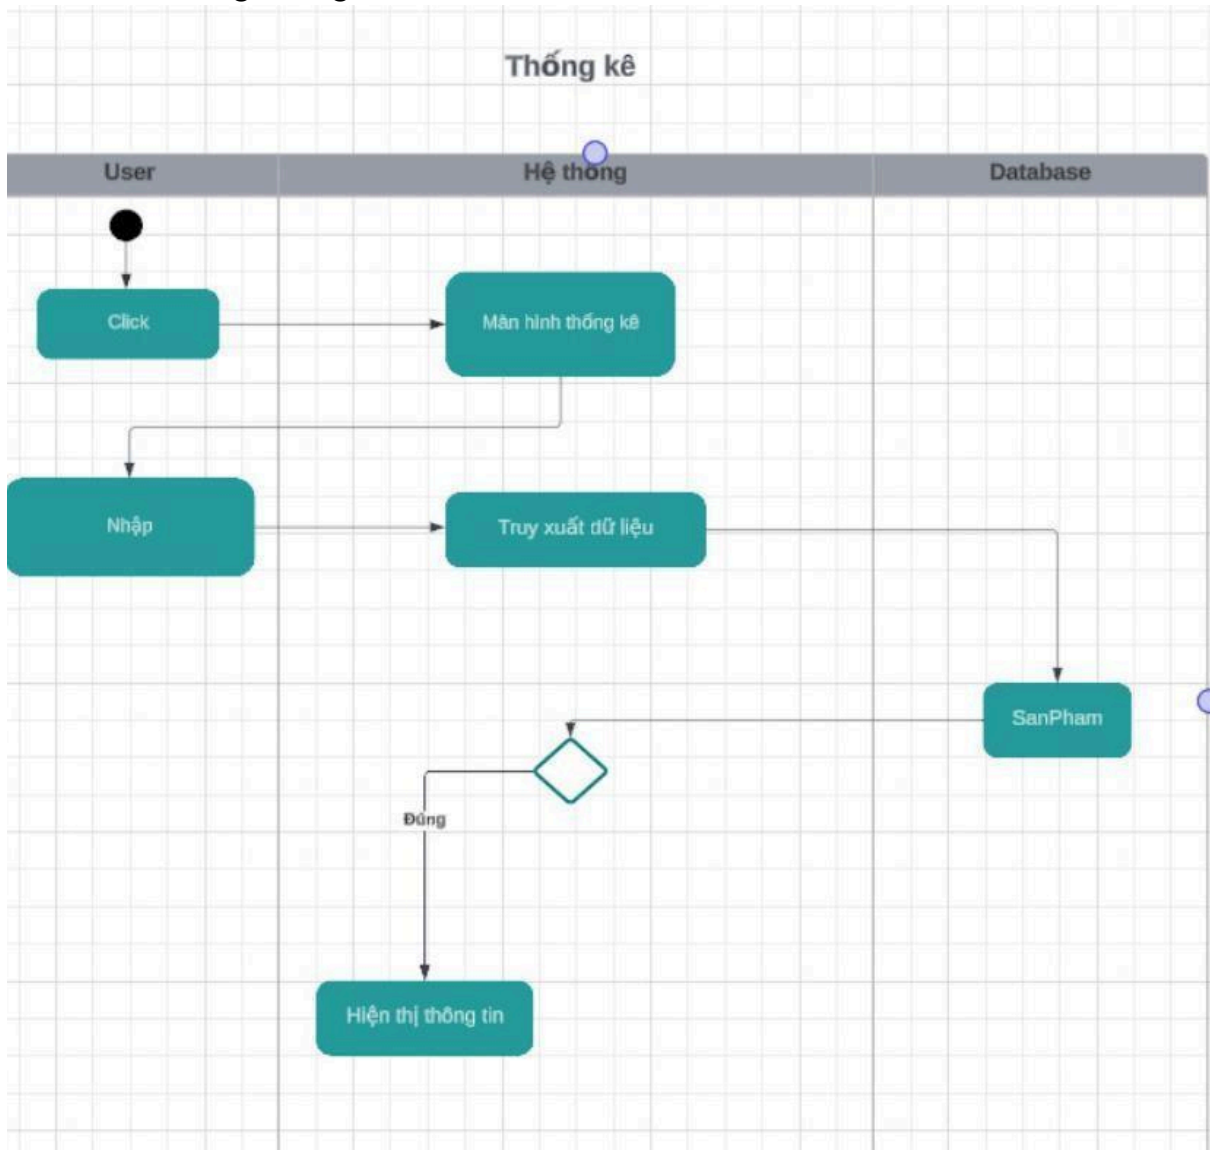 Thống kê
User
Hệ thống
Database
Click
Màn hình thống kê
Nhập
Truy xuất dữ liệu
SanPham
Đúng
Hiện thị thông tin